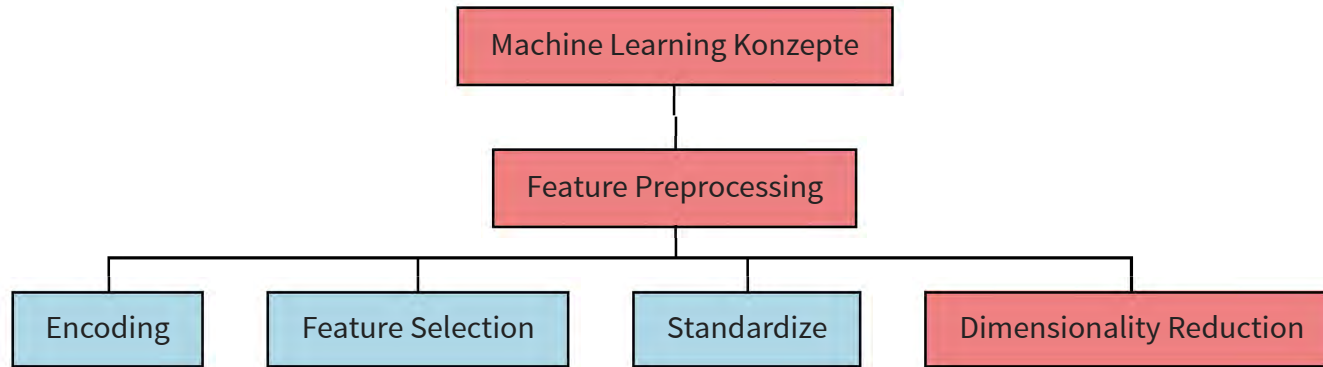 Machine Learning Konzepte
Feature Preprocessing
Encoding
Feature Selection
Standardize
Dimensionality Reduction